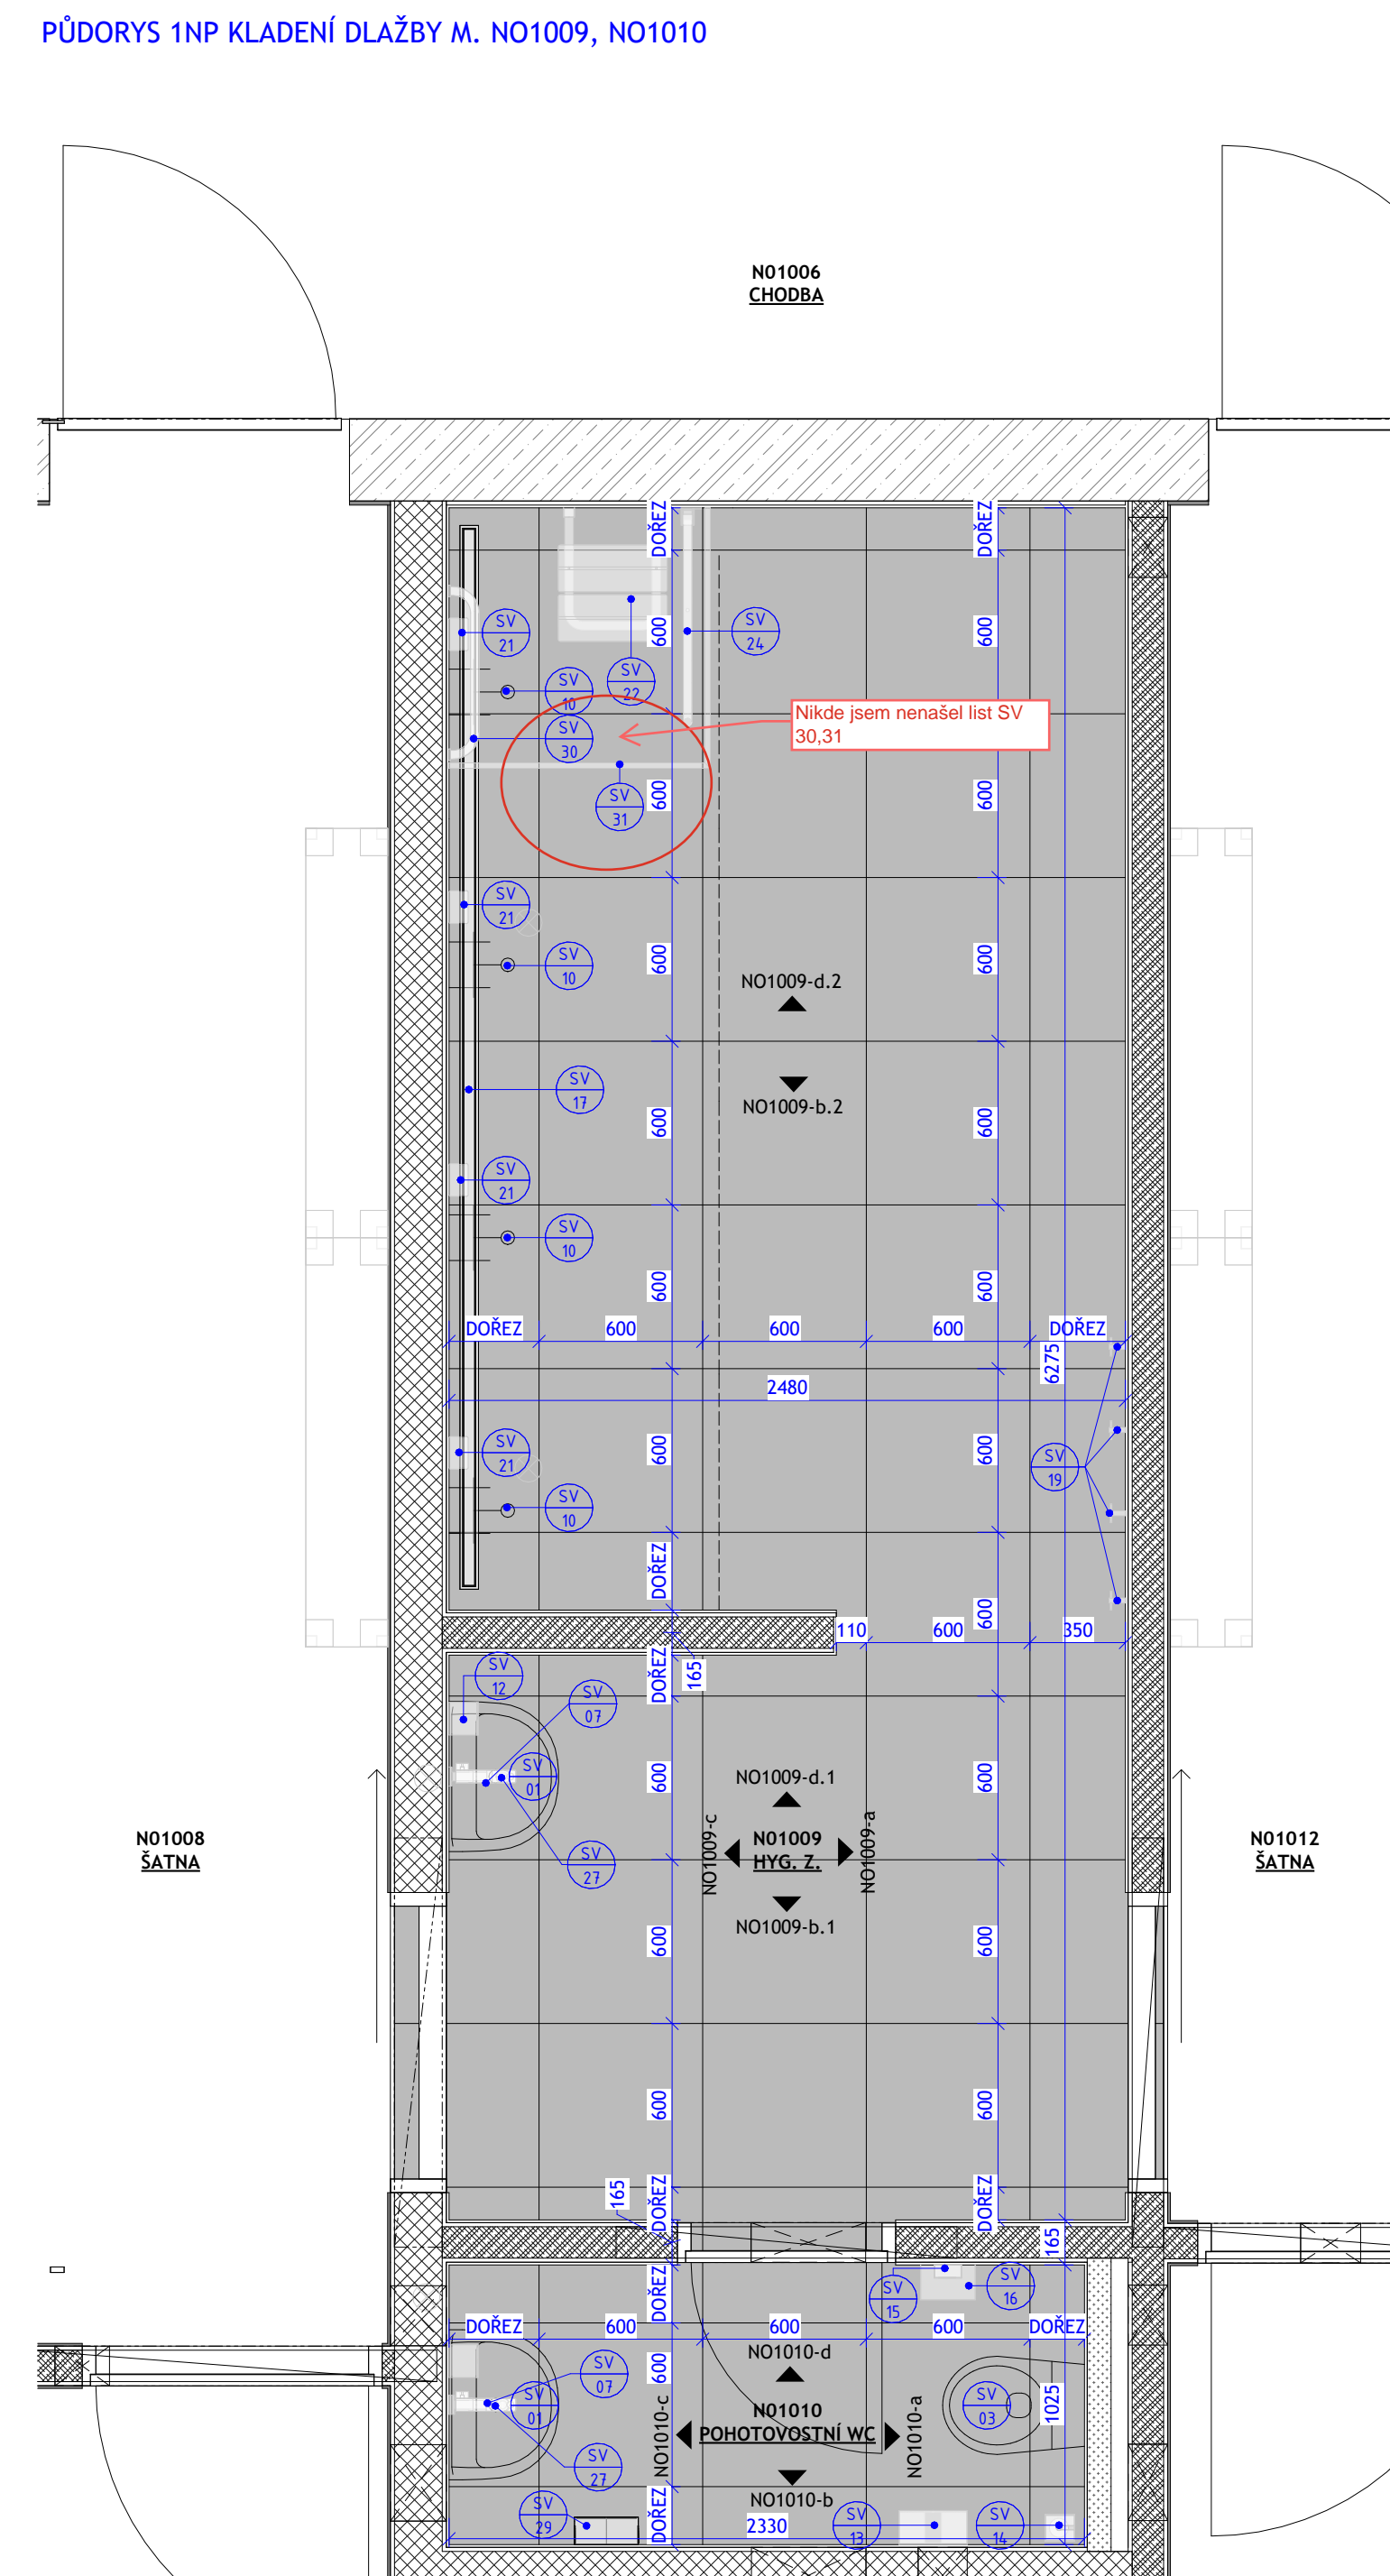 PŮDORYS 1NP KLADENÍ DLAŽBY M. NO1009, NO1010
N01006
CHODBA
DOŘEZ
DOŘEZ
SV
21
600
SV
24
600
SV
22
SV
10
Nikde jsem nenašel list SV
30,31
SV
30
600
600
SV
31
SV
21
600
600
SV
10
NO1009-d.2
SV
17
600
600
NO1009-b.2
SV
21
SV
10
600
600
DOŘEZ
600
600
600
DOŘEZ
6275
2480
SV
21
600
600
SV
19
SV
10
DOŘEZ
600
110
600
350
165
DOŘEZ
SV
12
SV
07
SV
01
600
600
NO1009-d.1
N01008
ŠATNA
NO1009-c
N01009
HYG. Z.
NO1009-a
N01012
ŠATNA
SV
27
NO1009-b.1
600
600
600
600
165
DOŘEZ
DOŘEZ
165
DOŘEZ
SV
15
SV
16
DOŘEZ
600
600
600
DOŘEZ
NO1010-d
SV
07
600
SV
01
SV
03
1025
NO1010-c
N01010
POHOTOVOSTNÍ WC
NO1010-a
SV
27
NO1010-b
SV
29
DOŘEZ
2330
SV
13
SV
14